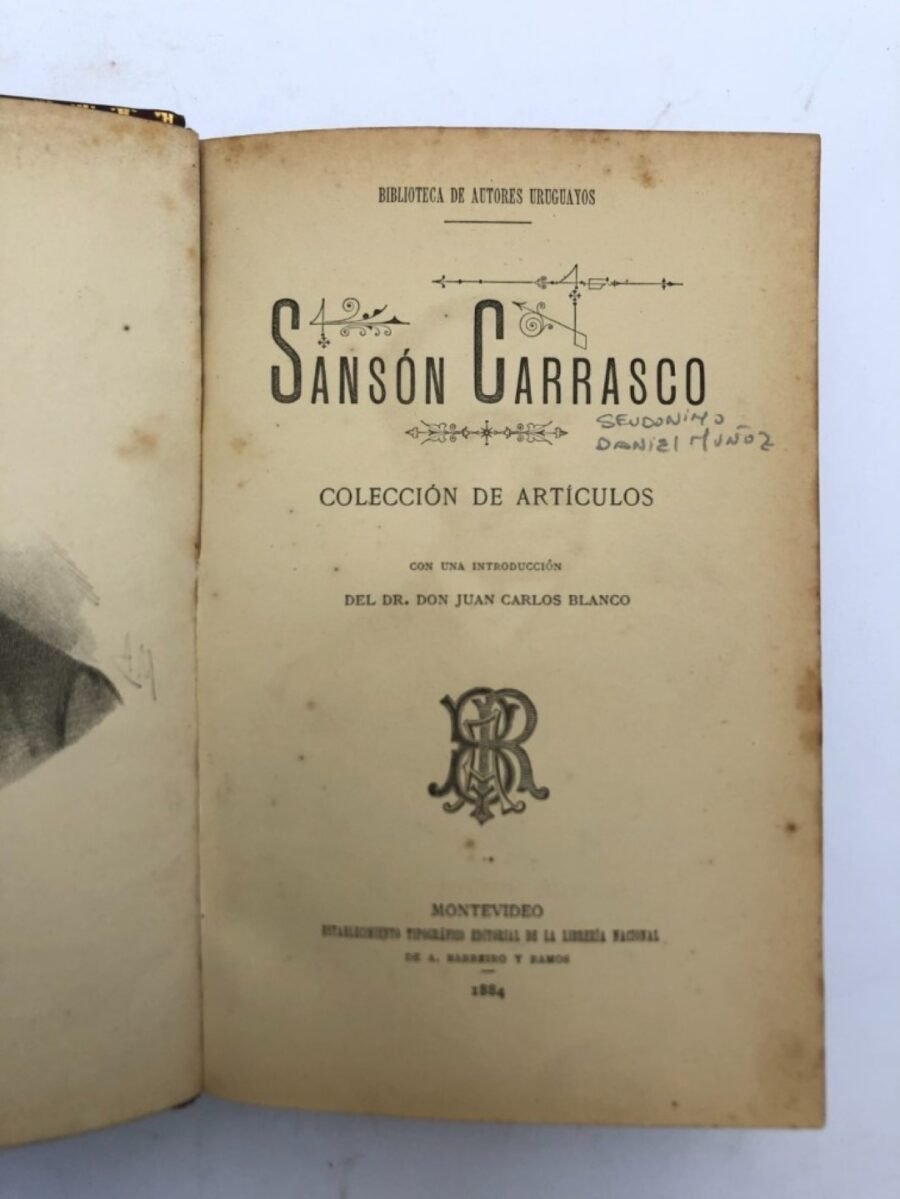 BIBLIOTECA DE AUTORES URUGUAYOS
SANSÓN CARRASCO
SEUDONIMO
DANIEL MUÑOZ
COLECCIÓN DE ARTÍCULOS
CON UNA INTRODUCCIÓN
DEL DR. DON JUAN CARLOS BLANCO
MONTEVIDEO
ESTABLECIMIENTO TIPOGRÁFICO EDITORIAL DE LA LIBRERÍA NACIONAL
DE A. BARREIRO Y RAMOS
1884